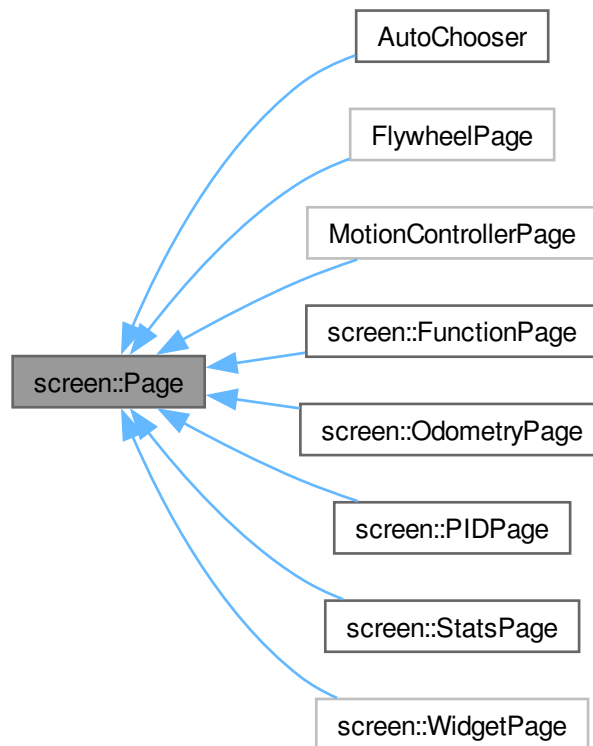 AutoChooser
FlywheelPage
MotionControllerPage
screen::FunctionPage
screen::Page
screen::OdometryPage
screen::PIDPage
screen::StatsPage
screen::WidgetPage